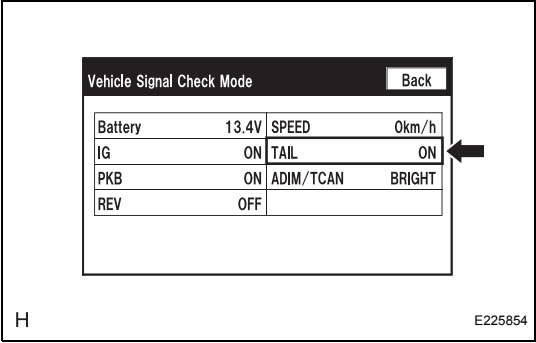 Vehicle Signal Check Mode Back
Battery 13.4V SPEED 0km/h
IG ON TAIL ON
PKB ON ADIM/TCAN BRIGHT
REV OFF
H E225854